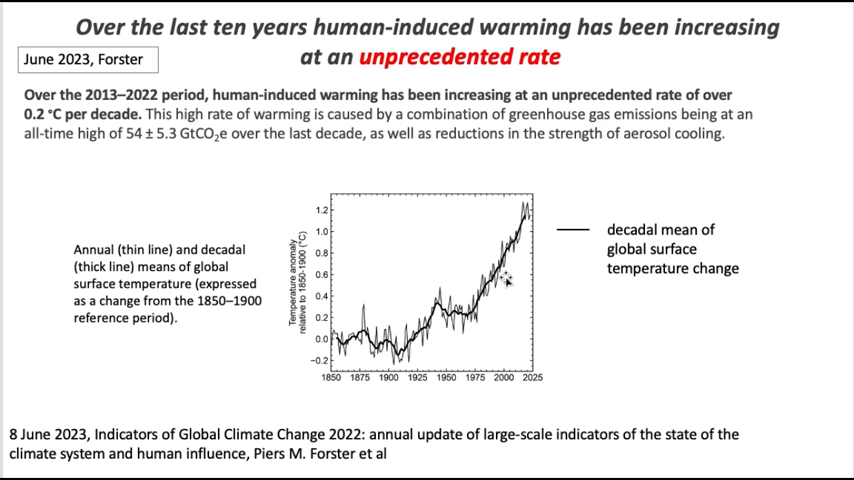 Over the last ten years human-induced warming has been increasing
at an unprecedented rate
June 2023, Forster
Over the 2013–2022 period, human-induced warming has been increasing at an unprecedented rate of over
0.2 °C per decade. This high rate of warming is caused by a combination of greenhouse gas emissions being at an
all-time high of 54 ± 5.3 GtCO₂e over the last decade, as well as reductions in the strength of aerosol cooling.
Annual (thin line) and decadal
(thick line) means of global
surface temperature (expressed
as a change from the 1850–1900
reference period).
Temperature anomaly
relative to 1850-1900 (°C)
1.2
1.0
0.8
0.6
0.4
0.2
0.0
−0.2
1850 1875 1900 1925 1950 1975 2000 2025
decadal mean of
global surface
temperature change
8 June 2023, Indicators of Global Climate Change 2022: annual update of large-scale indicators of the state of the
climate system and human influence, Piers M. Forster et al